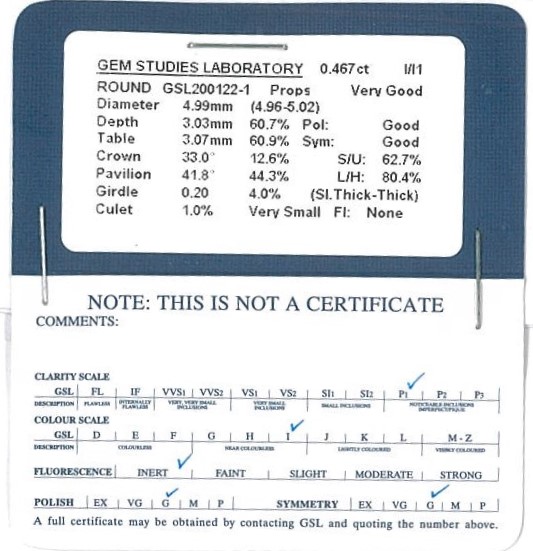 GEM STUDIES LABORATORY 0.467ct I/I1
ROUND GSL200122-1 Props Very Good
Diameter 4.99mm (4.96-5.02)
Depth 3.03mm 60.7% Pol: Good
Table 3.07mm 60.9% Sym: Good
Crown 33.0° 12.6% S/U: 62.7%
Pavilion 41.8° 44.3% L/H: 80.4%
Girdle 0.20 4.0% (Sl.Thick-Thick)
Culet 1.0% Very Small Fl: None
NOTE: THIS IS NOT A CERTIFICATE
COMMENTS:
CLARITY SCALE
GSL FL IF VVS1 VVS2 VS1 VS2 SI1 SI2 P1 P2 P3
DESCRIPTION FLAWLESS INTERNALLY FLAWLESS VERY, VERY SMALL INCLUSIONS VERY SMALL INCLUSIONS SMALL INCLUSIONS NOTICEABLE INCLUSIONS IMPERFECT/PIQUE
COLOUR SCALE
GSL D E F G H I J K L M - Z
DESCRIPTION COLOURLESS NEAR COLOURLESS LIGHTLY COLOURED VISIBLY COLOURED
FLUORESCENCE INERT FAINT SLIGHT MODERATE STRONG
POLISH EX VG G M P SYMMETRY EX VG G M P
A full certificate may be obtained by contacting GSL and quoting the number above.